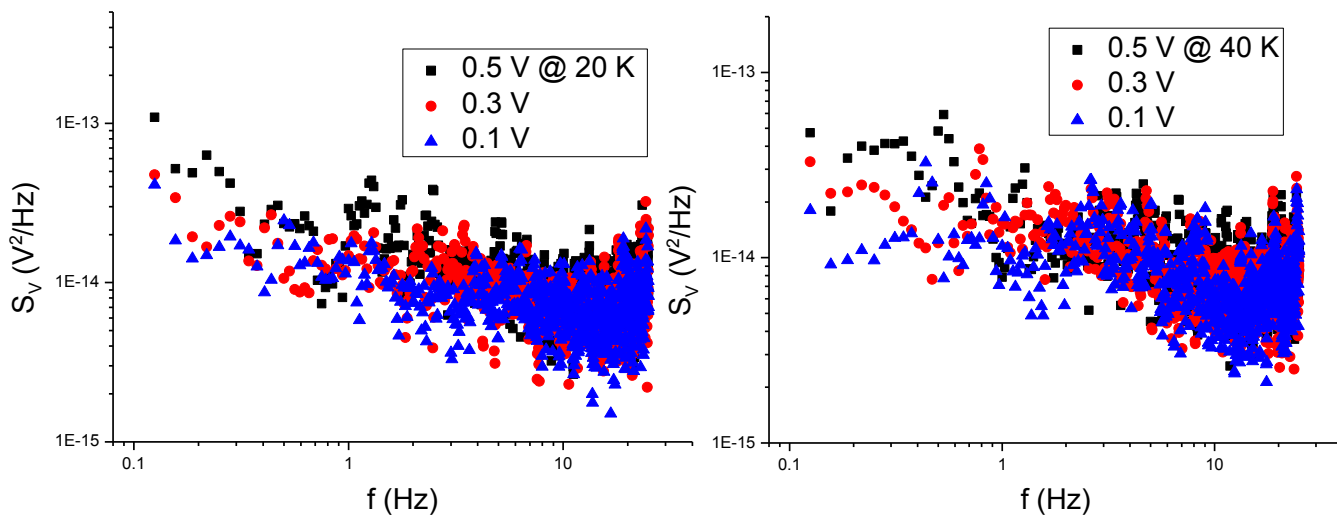 0.5 V @ 20 K
0.3 V
0.1 V
1E-13
1E-14
1E-15
S_V (V²/Hz)
0.1
1
10
f (Hz)
0.5 V @ 40 K
0.3 V
0.1 V
1E-13
1E-14
1E-15
S_V (V²/Hz)
0.1
1
10
f (Hz)